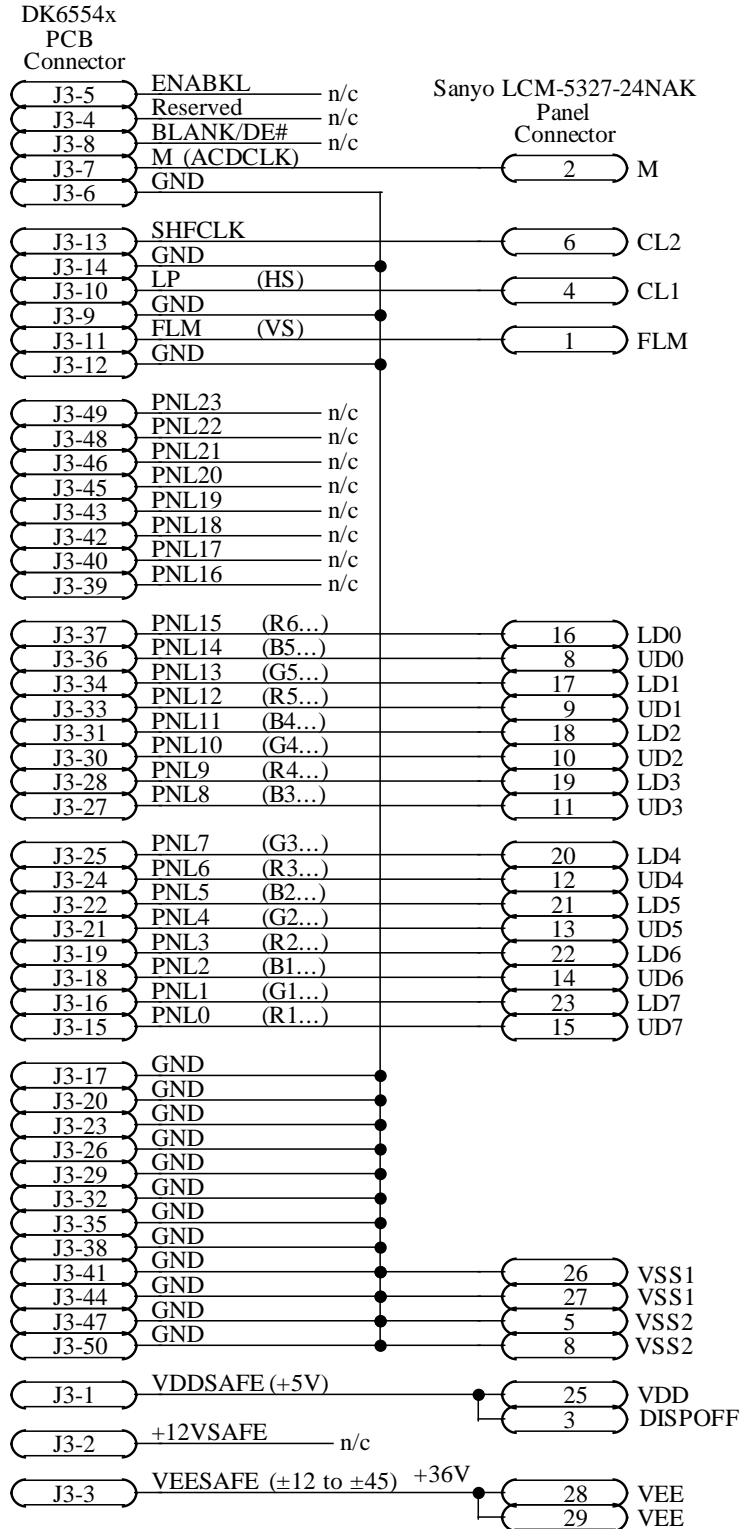 DK6554x
PCB
Connector
Sanyo LCM-5327-24NAK
Panel
Connector
J3-5 ENABKL n/c
J3-4 Reserved n/c
J3-8 BLANK/DE# n/c
J3-7 M (ACDCLK) 2 M
J3-6 GND
J3-13 SHFCLK 6 CL2
J3-14 GND
J3-10 LP (HS) 4 CL1
J3-9 GND
J3-11 FLM (VS) 1 FLM
J3-12 GND
J3-49 PNL23 n/c
J3-48 PNL22 n/c
J3-46 PNL21 n/c
J3-45 PNL20 n/c
J3-43 PNL19 n/c
J3-42 PNL18 n/c
J3-40 PNL17 n/c
J3-39 PNL16 n/c
J3-37 PNL15 (R6...) 16 LD0
J3-36 PNL14 (B5...) 8 UD0
J3-34 PNL13 (G5...) 17 LD1
J3-33 PNL12 (R5...) 9 UD1
J3-31 PNL11 (B4...) 18 LD2
J3-30 PNL10 (G4...) 10 UD2
J3-28 PNL9 (R4...) 19 LD3
J3-27 PNL8 (B3...) 11 UD3
J3-25 PNL7 (G3...) 20 LD4
J3-24 PNL6 (R3...) 12 UD4
J3-22 PNL5 (B2...) 21 LD5
J3-21 PNL4 (G2...) 13 UD5
J3-19 PNL3 (R2...) 22 LD6
J3-18 PNL2 (B1...) 14 UD6
J3-16 PNL1 (G1...) 23 LD7
J3-15 PNL0 (R1...) 15 UD7
J3-17 GND
J3-20 GND
J3-23 GND
J3-26 GND
J3-29 GND
J3-32 GND
J3-35 GND
J3-38 GND
J3-41 GND 26 VSS1
J3-44 GND 27 VSS1
J3-47 GND 5 VSS2
J3-50 GND 8 VSS2
J3-1 VDDSAFE (+5V) 25 VDD
3 DISPOFF
J3-2 +12VSAFE n/c
J3-3 VEESAFE (±12 to ±45) +36V 28 VEE
29 VEE